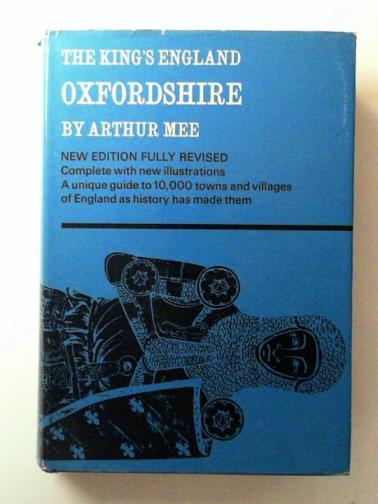 THE KING'S ENGLAND
OXFORDSHIRE
BY ARTHUR MEE
NEW EDITION FULLY REVISED
Complete with new illustrations
A unique guide to 10,000 towns and villages
of England as history has made them